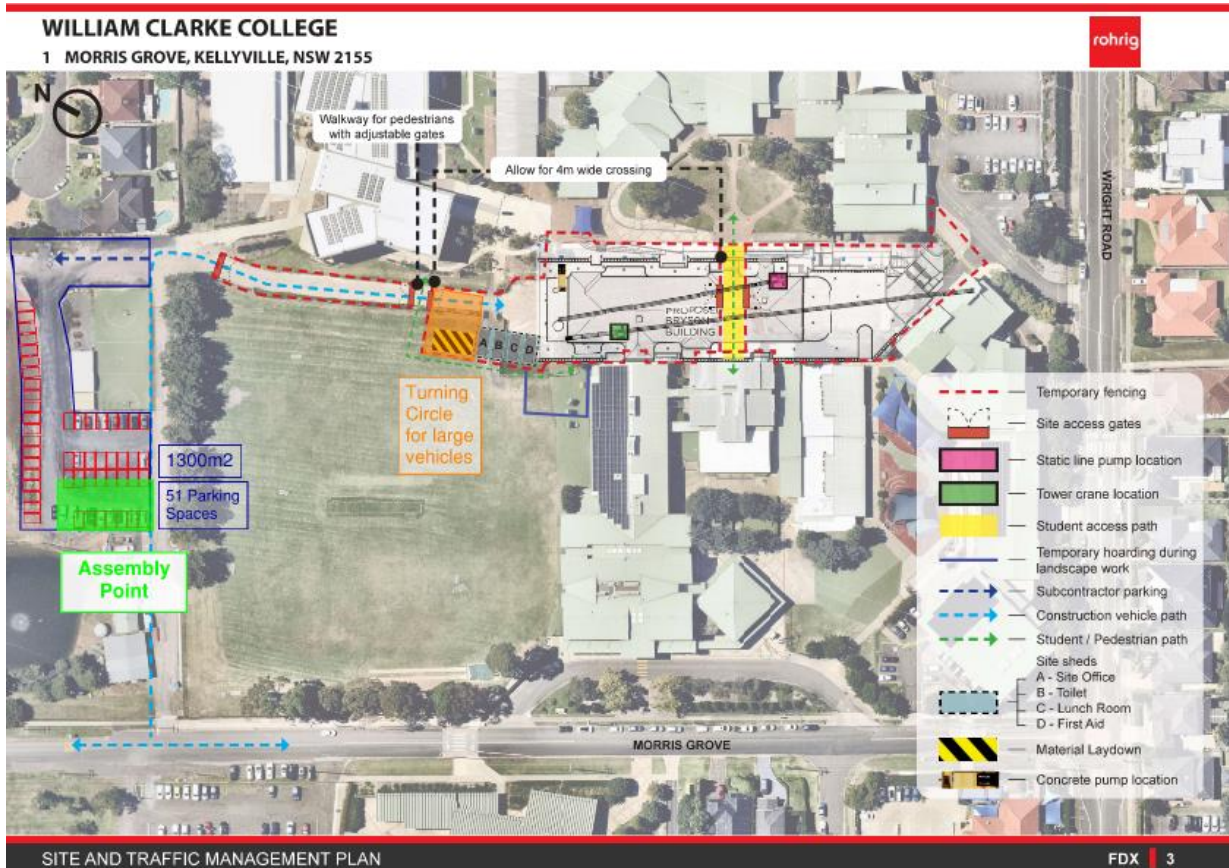 WILLIAM CLARKE COLLEGE
1 MORRIS GROVE, KELLYVILLE, NSW 2155
rohrig
N
Walkway for pedestrians
with adjustable gates
Allow for 4m wide crossing
WRIGHT ROAD
PROPOSE
BRYSON
BUILDING
A B C D
Turning
Circle
for large
vehicles
1300m2
51 Parking
Spaces
Assembly
Point
MORRIS GROVE
Temporary fencing
Site access gates
Static line pump location
Tower crane location
Student access path
Temporary hoarding during
landscape work
Subcontractor parking
Construction vehicle path
Student / Pedestrian path
Site sheds
A - Site Office
B - Toilet
C - Lunch Room
D - First Aid
Material Laydown
Concrete pump location
SITE AND TRAFFIC MANAGEMENT PLAN
FDX 3